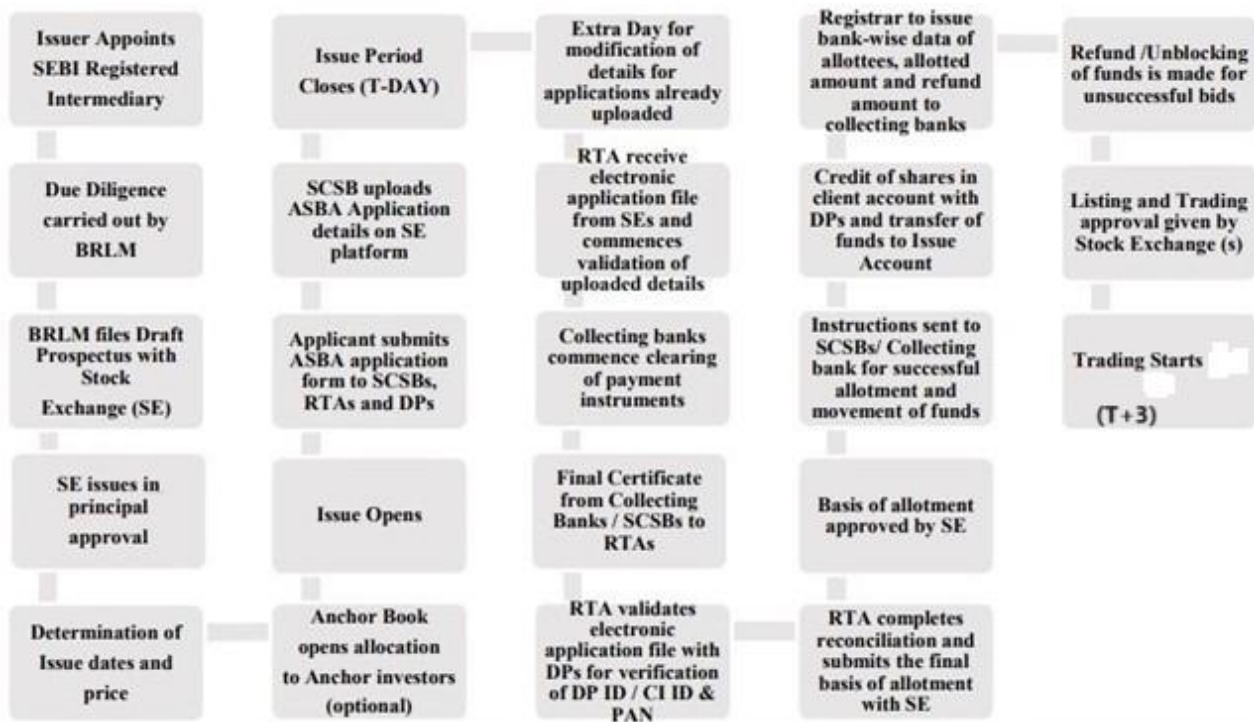 Issuer Appoints
SEBI Registered
Intermediary
Due Diligence
carried out by
BRLM
BRLM files Draft
Prospectus with
Stock
Exchange (SE)
SE issues in
principal
approval
Determination of
Issue dates and
price
Anchor Book
opens allocation
to Anchor investors
(optional)
Issue Opens
Applicant submits
ASBA application
form to SCSBs,
RTAs and DPs
SCSB uploads
ASBA Application
details on SE
platform
Issue Period
Closes (T-DAY)
Extra Day for
modification of
details for
applications already
uploaded
RTA receive
electronic
application file
from SEs and
commences
validation of
uploaded details
Collecting banks
commence clearing
of payment
instruments
Final Certificate
from Collecting
Banks / SCSBs to
RTAs
RTA validates
electronic
application file with
DPs for verification
of DP ID / CI ID &
PAN
RTA completes
reconciliation and
submits the final
basis of allotment
with SE
Basis of allotment
approved by SE
Instructions sent to
SCSBs/ Collecting
bank for successful
allotment and
movement of funds
Credit of shares in
client account with
DPs and transfer of
funds to Issue
Account
Registrar to issue
bank-wise data of
allottees, allotted
amount and refund
amount to
collecting banks
Refund /Unblocking
of funds is made for
unsuccessful bids
Listing and Trading
approval given by
Stock Exchange (s)
Trading Starts
(T+3)